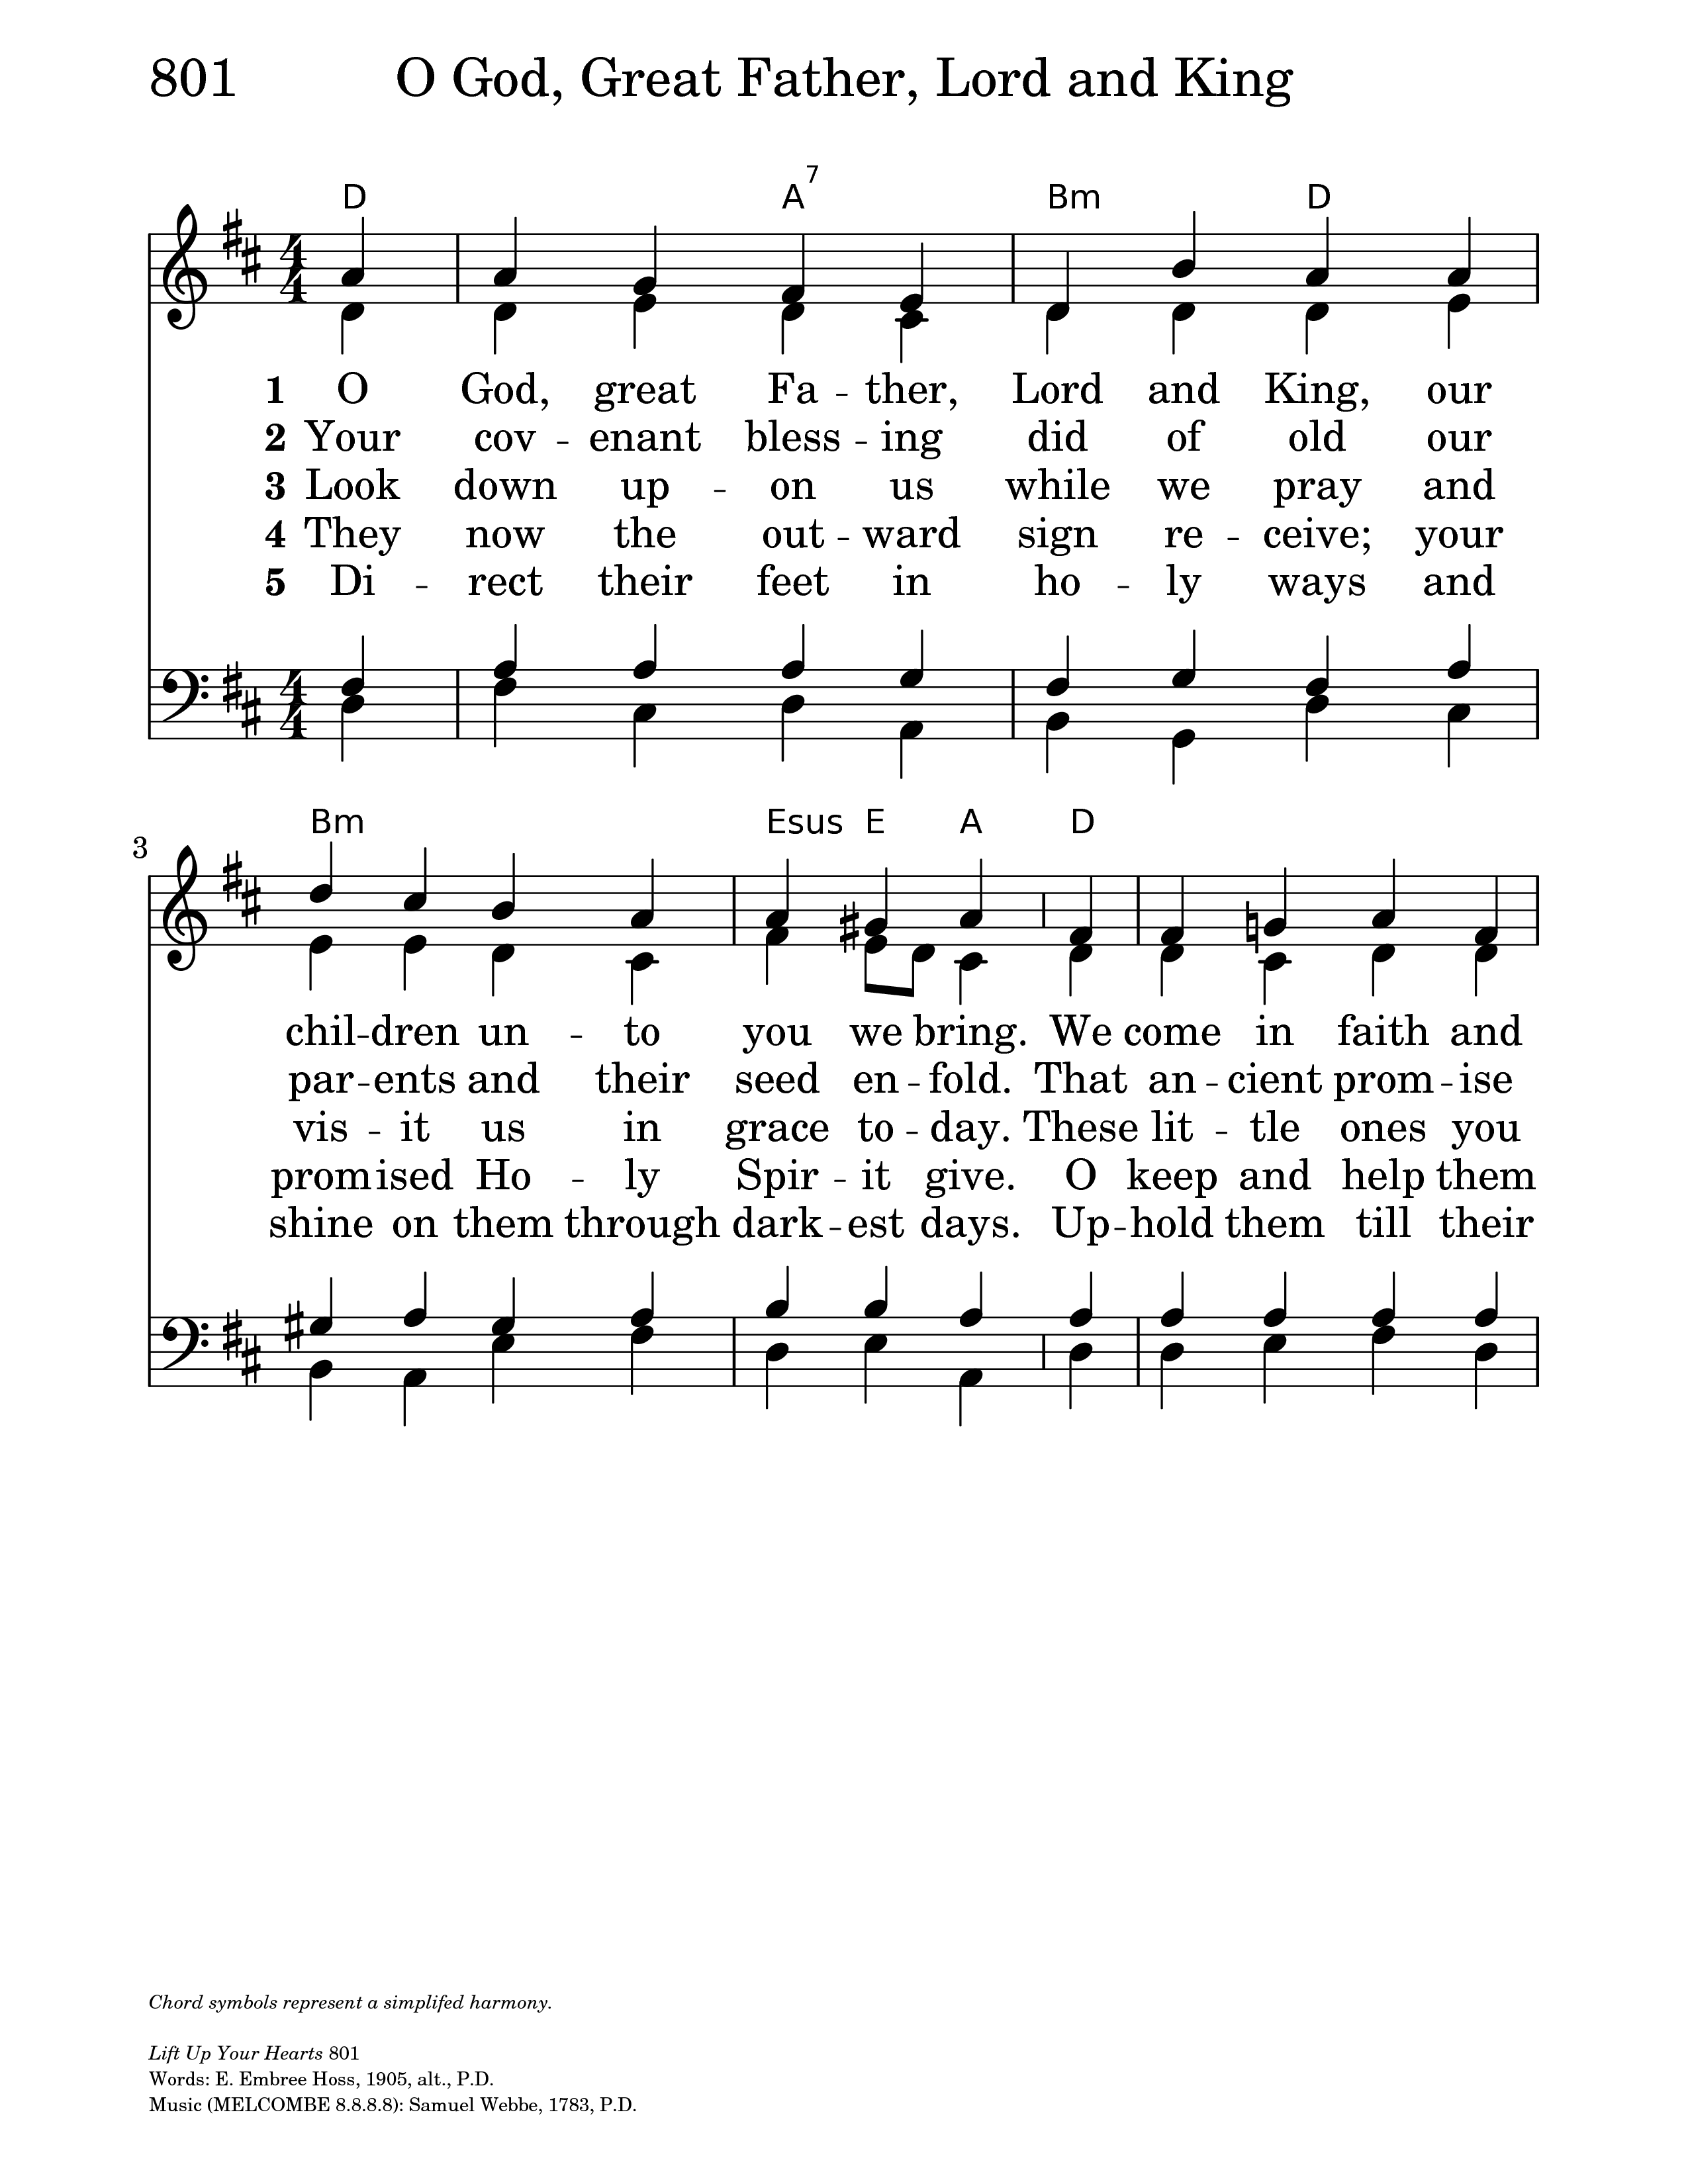 801 O God, Great Father, Lord and King
D A7 Bm D
4 4
1 O God, great Fa -- ther, Lord and King, our
2 Your cov -- enant bless -- ing did of old our
3 Look down up -- on us while we pray and
4 They now the out -- ward sign re -- ceive; your
5 Di -- rect their feet in ho -- ly ways and
4 4
Bm Esus E A D
3
chil -- dren un -- to you we bring. We come in faith and
par -- ents and their seed en -- fold. That an -- cient prom -- ise
vis -- it us in grace to -- day. These lit -- tle ones you
promised Ho -- ly Spir -- it give. O keep and help them
shine on them through dark -- est days. Up -- hold them till their
Chord symbols represent a simplifed harmony.
Lift Up Your Hearts 801
Words: E. Embree Hoss, 1905, alt., P.D.
Music (MELCOMBE 8.8.8.8): Samuel Webbe, 1783, P.D.